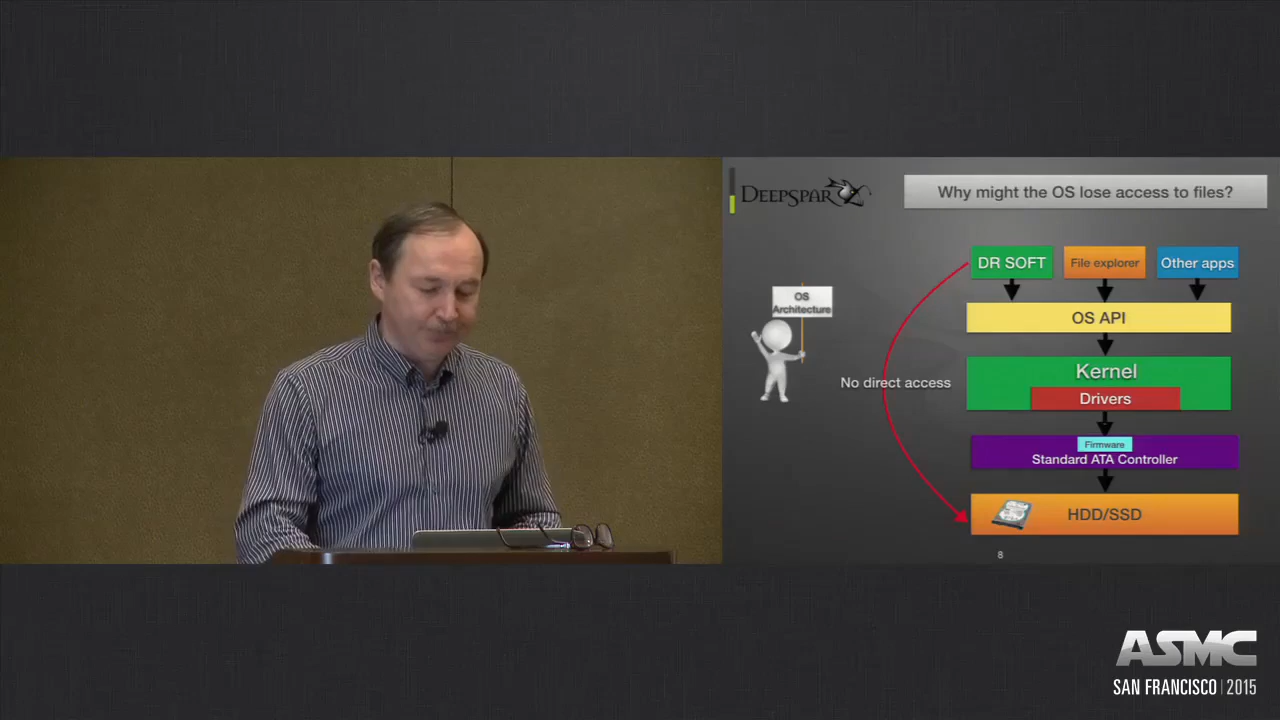 DEEPSPAR
Why might the OS lose access to files?
DR SOFT
File explorer
Other apps
OS
Architecture
OS API
No direct access
Kernel
Drivers
Firmware
Standard ATA Controller
HDD/SSD
8
ASMC
SAN FRANCISCO | 2015